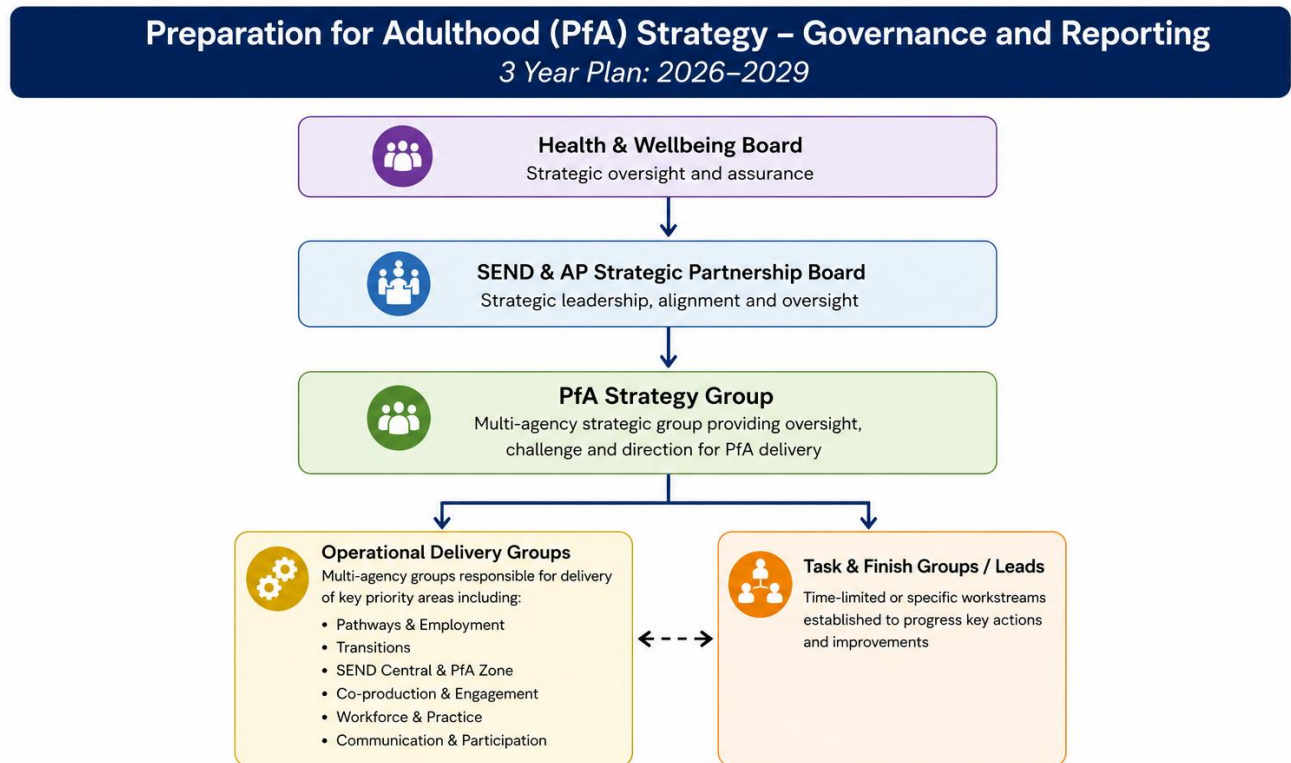 Preparation for Adulthood (PfA) Strategy – Governance and Reporting
3 Year Plan: 2026–2029
Health & Wellbeing Board
Strategic oversight and assurance
SEND & AP Strategic Partnership Board
Strategic leadership, alignment and oversight
PfA Strategy Group
Multi-agency strategic group providing oversight,
challenge and direction for PfA delivery
Operational Delivery Groups
Multi-agency groups responsible for delivery
of key priority areas including:
• Pathways & Employment
• Transitions
• SEND Central & PfA Zone
• Co-production & Engagement
• Workforce & Practice
• Communication & Participation
Task & Finish Groups / Leads
Time-limited or specific workstreams
established to progress key actions
and improvements